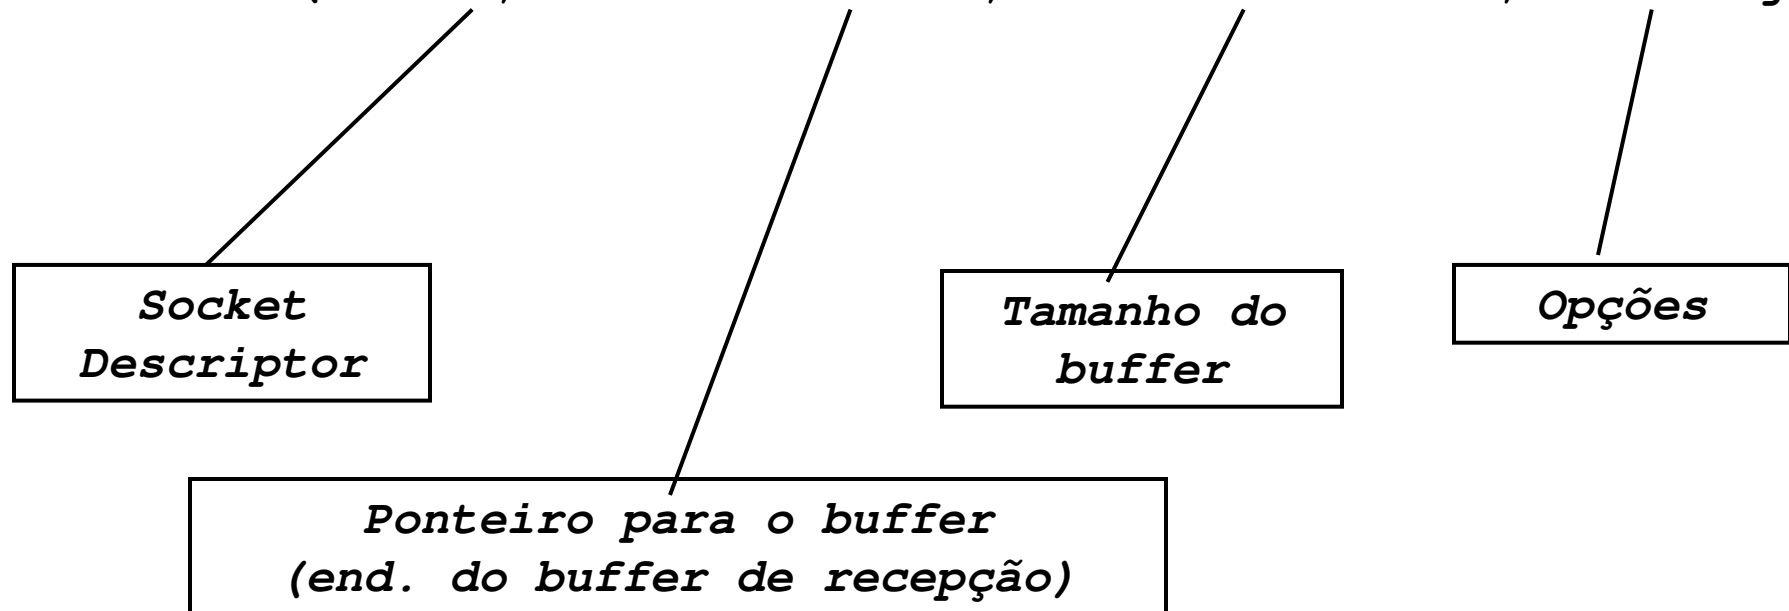 Socket
Descriptor
Tamanho do
buffer
Opções
Ponteiro para o buffer
(end. do buffer de recepção)